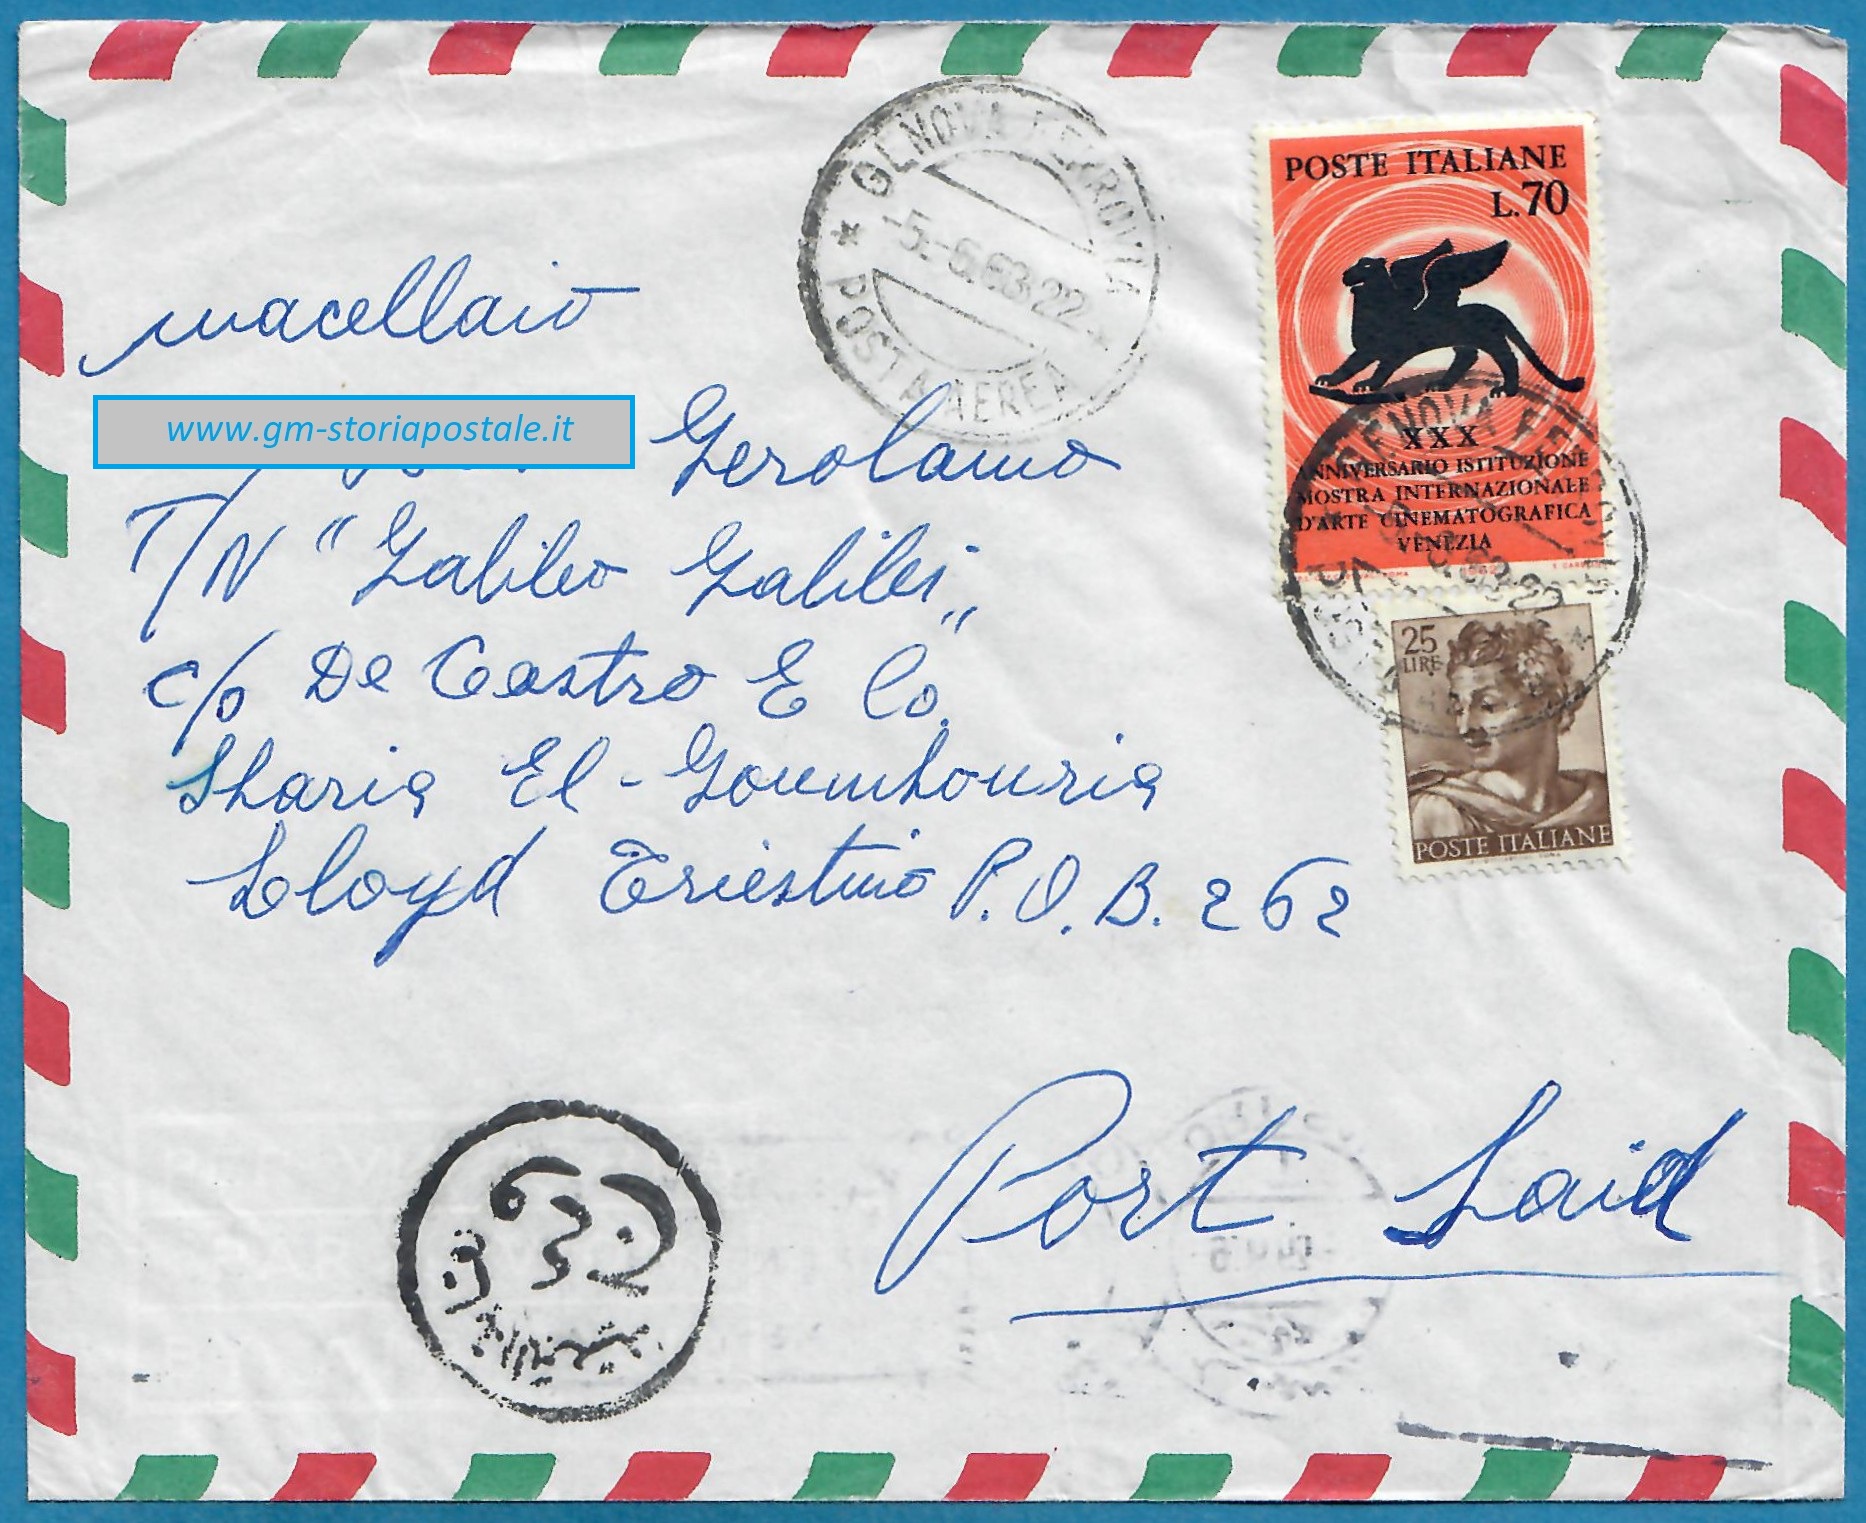 GENOVA FERROVIA
-5.-6.63-22
* POSTA AEREA
POSTE ITALIANE
L.70
XXX
ANNIVERSARIO ISTITUZIONE
MOSTRA INTERNAZIONALE
D'ARTE CINEMATOGRAFICA
VENEZIA
GENOVA FERROVIA
25
LIRE
POSTE ITALIANE
macellaio
www.gm-storiapostale.it
Gerolamo
T/N "Galileo Galilei"
c/o De Castro E Co.
Sharia El-Goumhouria
Lloyd Triestino P.O.B. 262
Port Said